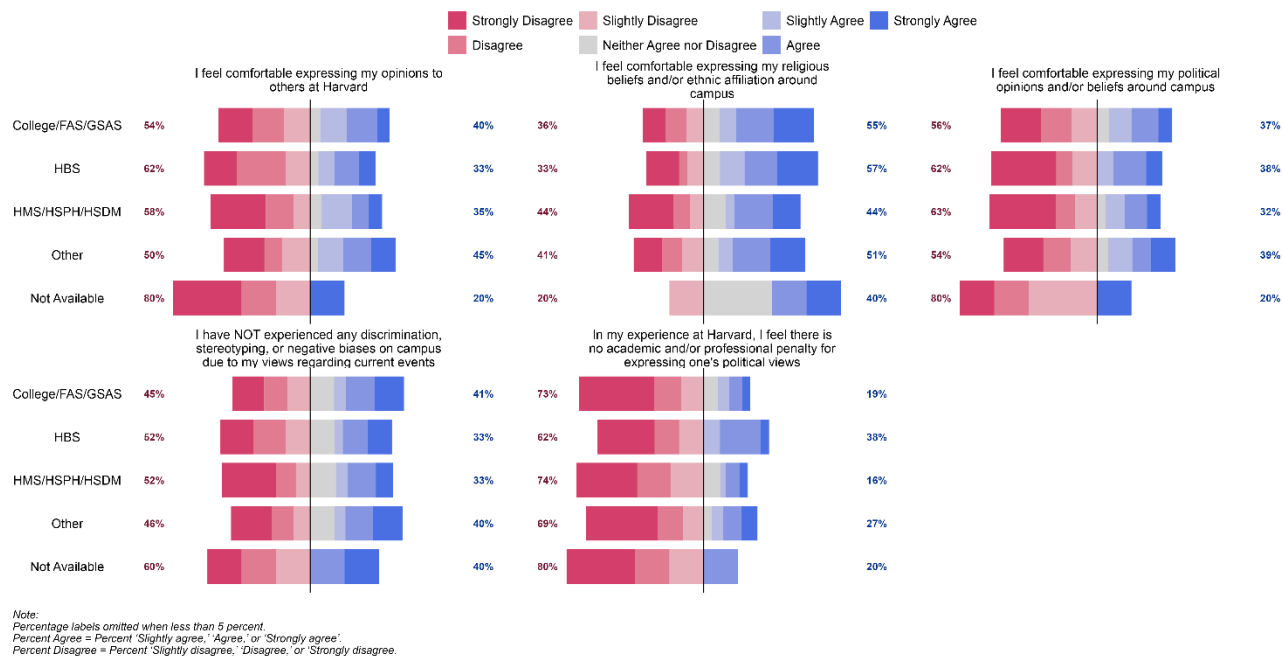 Strongly Disagree Slightly Disagree Slightly Agree Strongly Agree
Disagree Neither Agree nor Disagree Agree
I feel comfortable expressing my opinions to
others at Harvard
I feel comfortable expressing my religious
beliefs and/or ethnic affiliation around
campus
I feel comfortable expressing my political
opinions and/or beliefs around campus
College/FAS/GSAS 54% 40% 36% 55% 56% 37%
HBS 62% 33% 33% 57% 62% 38%
HMS/HSPH/HSDM 58% 35% 44% 44% 63% 32%
Other 50% 45% 41% 51% 54% 39%
Not Available 80% 20% 20% 40% 80% 20%
I have NOT experienced any discrimination,
stereotyping, or negative biases on campus
due to my views regarding current events
In my experience at Harvard, I feel there is
no academic and/or professional penalty for
expressing one's political views
College/FAS/GSAS 45% 41% 73% 19%
HBS 52% 33% 62% 38%
HMS/HSPH/HSDM 52% 33% 74% 16%
Other 46% 40% 69% 27%
Not Available 60% 40% 80% 20%
Note:
Percentage labels omitted when less than 5 percent.
Percent Agree = Percent 'Slightly agree,' 'Agree,' or 'Strongly agree'.
Percent Disagree = Percent 'Slightly disagree,' 'Disagree,' or 'Strongly disagree.